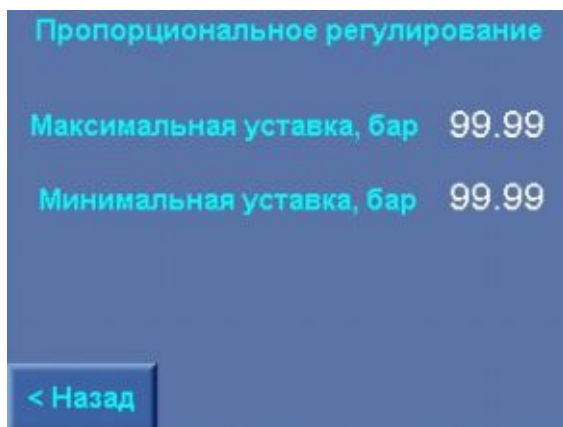 Пропорциональное регулирование
Максимальная уставка, бар 99.99
Минимальная уставка, бар 99.99
< Назад